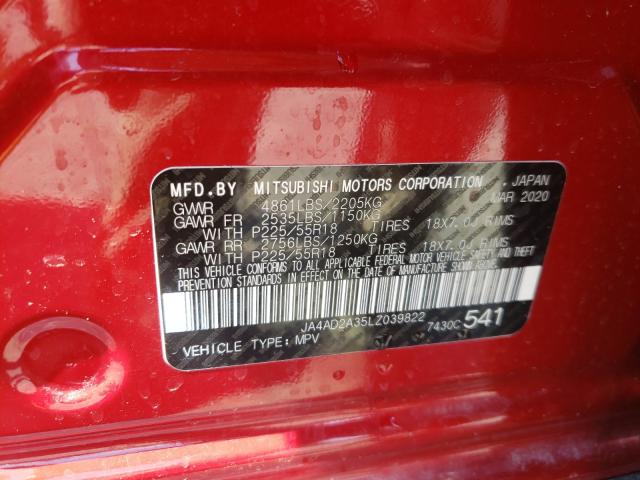 MFD.BY MITSUBISHI MOTORS CORPORATION, JAPAN
GVWR 4861LBS/2205KG MAR 2020
GAWR FR 2535LBS/1150KG
WITH P225/55R18 TIRES 18X7.0J RIMS
GAWR RR 2756LBS/1250KG
WITH P225/55R18 TIRES 18X7.0J RIMS
THIS VEHICLE CONFORMS TO ALL APPLICABLE FEDERAL MOTOR VEHICLE SAFETY AND THEFT
PREVENTION STANDARDS IN EFFECT ON THE DATE OF MANUFACTURE SHOWN ABOVE.
JA4AD2A35LZ039822
7430C 541
VEHICLE TYPE: MPV